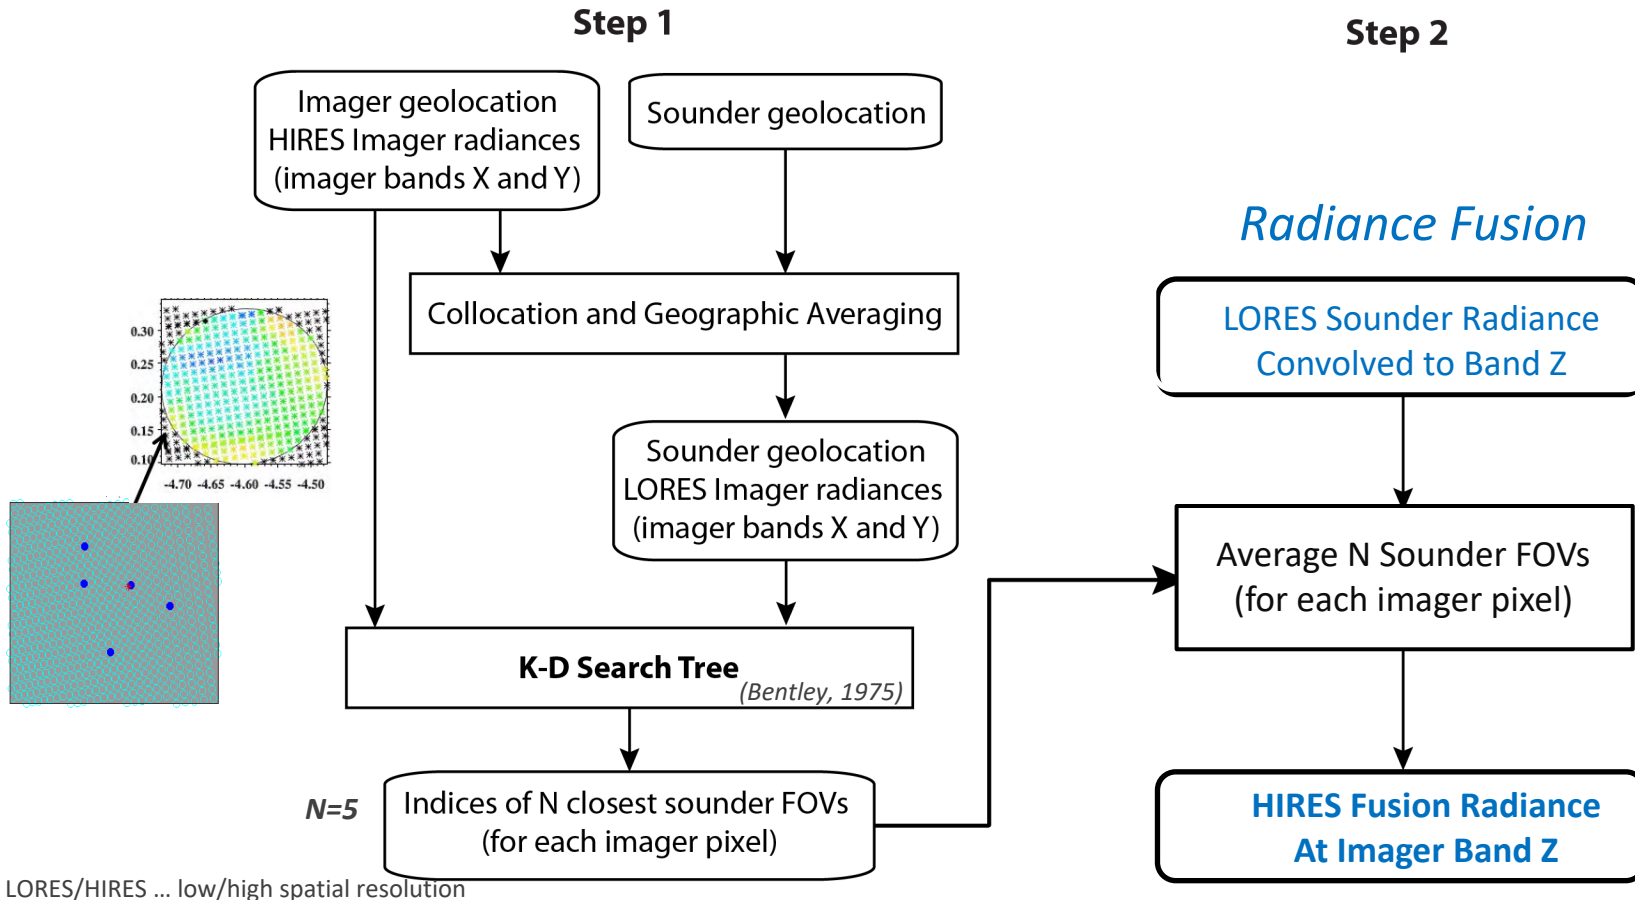 Step 1
Step 2
Imager geolocation
HIRES Imager radiances
(imager bands X and Y)
Sounder geolocation
Radiance Fusion
Collocation and Geographic Averaging
LORES Sounder Radiance
Convolved to Band Z
0.30
0.25
0.20
0.15
0.10
-4.70 -4.65 -4.60 -4.55 -4.50
Sounder geolocation
LORES Imager radiances
(imager bands X and Y)
Average N Sounder FOVs
(for each imager pixel)
K-D Search Tree
(Bentley, 1975)
N=5
Indices of N closest sounder FOVs
(for each imager pixel)
HIRES Fusion Radiance
At Imager Band Z
LORES/HIRES ... low/high spatial resolution